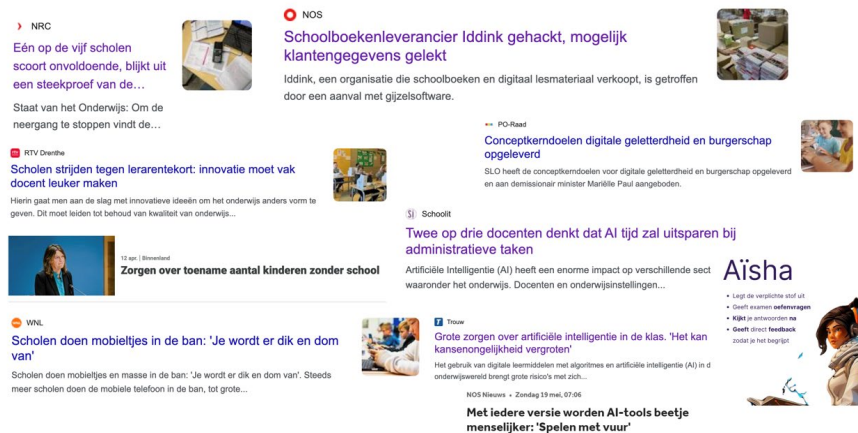 NRC
Eén op de vijf scholen
scoort onvoldoende, blijkt uit
een steekproef van de…
Staat van het Onderwijs: Om de
neergang te stoppen vindt de…
NOS
Schoolboekenleverancier Iddink gehackt, mogelijk
klantengegevens gelekt
Iddink, een organisatie die schoolboeken en digitaal lesmateriaal verkoopt, is getroffen
door een aanval met gijzelsoftware.
PO-Raad
Conceptkerndoelen digitale geletterdheid en burgerschap
opgeleverd
SLO heeft de conceptkerndoelen voor digitale geletterdheid en burgerschap opgeleverd
en aan demissionair minister Mariëlle Paul aangeboden.
RTV Drenthe
Scholen strijden tegen lerarentekort: innovatie moet vak
docent leuker maken
Hierin gaat men aan de slag met innovatieve ideeën om het onderwijs anders vorm te
geven. Dit moet leiden tot behoud van kwaliteit van onderwijs...
Schoolit
Twee op drie docenten denkt dat AI tijd zal uitsparen bij
administratieve taken
Artificiële Intelligentie (AI) heeft een enorme impact op verschillende sect
waaronder het onderwijs. Docenten en onderwijsinstellingen...
12 apr. | Binnenland
Zorgen over toename aantal kinderen zonder school
Aïsha
• Legt de verplichte stof uit
• Geeft examen oefenvragen
• Kijkt je antwoorden na
• Geeft direct feedback
zodat je het begrijpt
WNL
Scholen doen mobieltjes in de ban: 'Je wordt er dik en dom
van'
Scholen doen mobieltjes en masse in de ban: 'Je wordt er dik en dom van'. Steeds
meer scholen doen de mobiele telefoon in de ban, tot grote...
Trouw
Grote zorgen over artificiële intelligentie in de klas. 'Het kan
kansenongelijkheid vergroten'
Het gebruik van digitale leermiddelen met algoritmes en artificiële intelligentie (AI) in d
onderwijswereld brengt grote risico's met zich...
NOS Nieuws • Zondag 19 mei, 07:06
Met iedere versie worden AI-tools beetje
menselijker: 'Spelen met vuur'